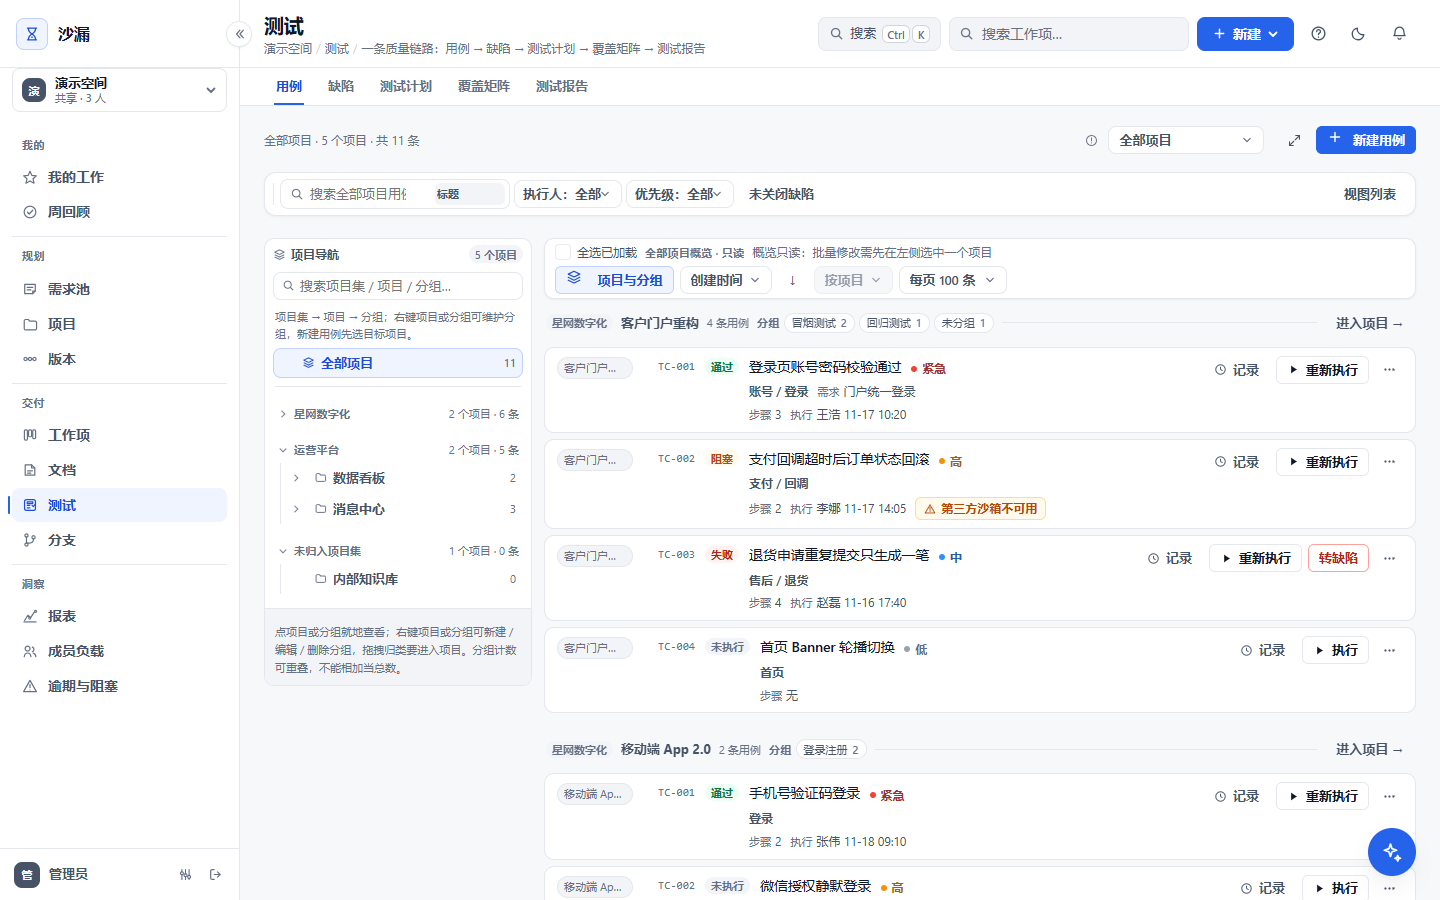 沙漏
演示空间
共享 · 3 人
我的
我的工作
周回顾
规划
需求池
项目
版本
交付
工作项
文档
测试
分支
洞察
报表
成员负载
逾期与阻塞
管 管理员
测试
演示空间 / 测试 / 一条质量链路：用例 → 缺陷 → 测试计划 → 覆盖矩阵 → 测试报告
搜索 Ctrl K
搜索工作项...
新建
用例 缺陷 测试计划 覆盖矩阵 测试报告
全部项目 · 5 个项目 · 共 11 条
全部项目
新建用例
标题
执行人：全部
优先级：全部
未关闭缺陷
视图列表
项目导航 5 个项目
搜索项目集 / 项目 / 分组...
项目集 → 项目 → 分组；右键项目或分组可维护分
组，新建用例先选目标项目。
全部项目 11
星网数字化 2 个项目 · 6 条
运营平台 2 个项目 · 5 条
数据看板 2
消息中心 3
未归入项目集 1 个项目 · 0 条
内部知识库 0
点项目或分组就地查看；右键项目或分组可新建 /
编辑 / 删除分组，拖拽归类要进入项目。分组计数
可重叠，不能相加当总数。
全选已加载 全部项目概览 · 只读 概览只读：批量修改需先在左侧选中一个项目
项目与分组 创建时间 ↓ 按项目 每页 100 条
星网数字化 客户门户重构 4 条用例 分组 冒烟测试 2 回归测试 1 未分组 1 进入项目 →
客户门户... TC-001 通过 登录页账号密码校验通过 紧急 记录 重新执行 ...
账号 / 登录 需求 门户统一登录
步骤 3 执行 王浩 11-17 10:20
客户门户... TC-002 阻塞 支付回调超时后订单状态回滚 高 记录 重新执行 ...
支付 / 回调
步骤 2 执行 李娜 11-17 14:05 第三方沙箱不可用
客户门户... TC-003 失败 退货申请重复提交只生成一笔 中 记录 重新执行 转缺陷 ...
售后 / 退货
步骤 4 执行 赵磊 11-16 17:40
客户门户... TC-004 未执行 首页 Banner 轮播切换 低 记录 执行 ...
首页
步骤 无
星网数字化 移动端 App 2.0 2 条用例 分组 登录注册 2 进入项目 →
移动端 Ap... TC-001 通过 手机号验证码登录 紧急 记录 重新执行 ...
登录
步骤 2 执行 张伟 11-18 09:10
移动端 Ap... TC-002 未执行 微信授权静默登录 高 记录 执行 ...